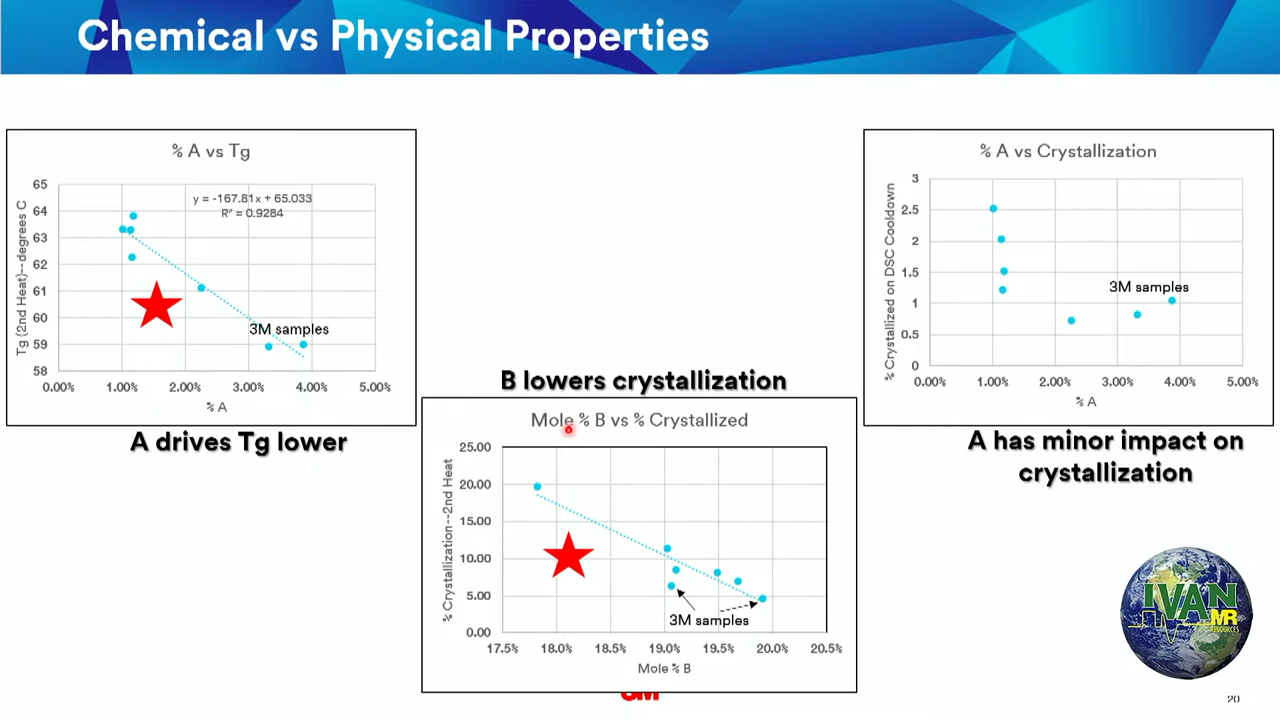 Chemical vs Physical Properties
% A vs Tg
65
64
63
62
61
60
59
58
Tg (2nd Heat)--degrees C
y = -167.81x + 65.033
R² = 0.9284
3M samples
0.00%
1.00%
2.00%
3.00%
4.00%
5.00%
% A
A drives Tg lower
B lowers crystallization
Mole % B vs % Crystallized
25.00
20.00
15.00
10.00
5.00
0.00
% Crystallization--2nd Heat
3M samples
17.5%
18.0%
18.5%
19.0%
19.5%
20.0%
20.5%
Mole % B
% A vs Crystallization
3
2.5
2
1.5
1
0.5
0
% Crystallized on DSC Cooldown
3M samples
0.00%
1.00%
2.00%
3.00%
4.00%
5.00%
% A
A has minor impact on
crystallization
3M
IVAN
MR
RESOURCES
20